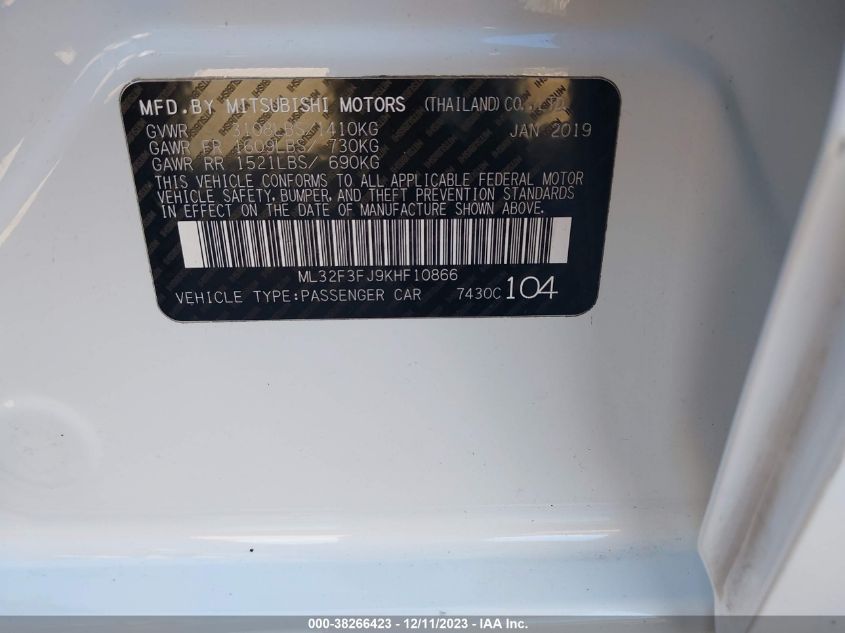 MFD.BY MITSUBISHI MOTORS (THAILAND) CO.,LTD.
GVWR 3108LBS/1410KG JAN 2019
GAWR FR 1609LBS/ 730KG
GAWR RR 1521LBS/ 690KG
THIS VEHICLE CONFORMS TO ALL APPLICABLE FEDERAL MOTOR
VEHICLE SAFETY, BUMPER, AND THEFT PREVENTION STANDARDS
IN EFFECT ON THE DATE OF MANUFACTURE SHOWN ABOVE.
ML32F3FJ9KHF10866
VEHICLE TYPE:PASSENGER CAR 7430C 104
000-38266423 - 12/11/2023 - IAA Inc.